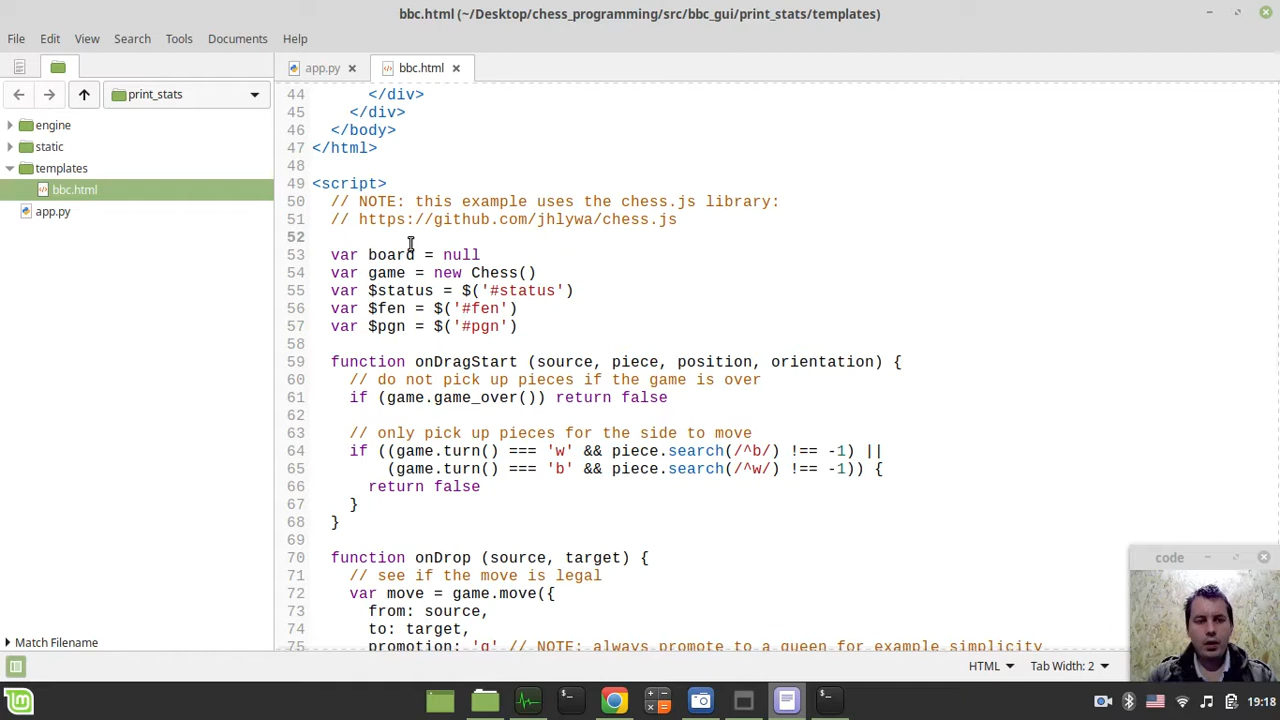 bbc.html (~/Desktop/chess_programming/src/bbc_gui/print_stats/templates)
File Edit View Search Tools Documents Help
app.py bbc.html
print_stats
engine
static
templates
bbc.html
app.py
44 </div>
45 </div>
46 </body>
47 </html>
48
49 <script>
50 // NOTE: this example uses the chess.js library:
51 // https://github.com/jhlywa/chess.js
52
53 var board = null
54 var game = new Chess()
55 var $status = $('#status')
56 var $fen = $('#fen')
57 var $pgn = $('#pgn')
58
59 function onDragStart (source, piece, position, orientation) {
60 // do not pick up pieces if the game is over
61 if (game.game_over()) return false
62
63 // only pick up pieces for the side to move
64 if ((game.turn() === 'w' && piece.search(/^b/) !== -1) ||
65 (game.turn() === 'b' && piece.search(/^w/) !== -1)) {
66 return false
67 }
68 }
69
70 function onDrop (source, target) {
71 // see if the move is legal
72 var move = game.move({
73 from: source,
74 to: target,
75 promotion: 'q' // NOTE: always promote to a queen for example simplicity
code
Match Filename
HTML Tab Width: 2
19:18